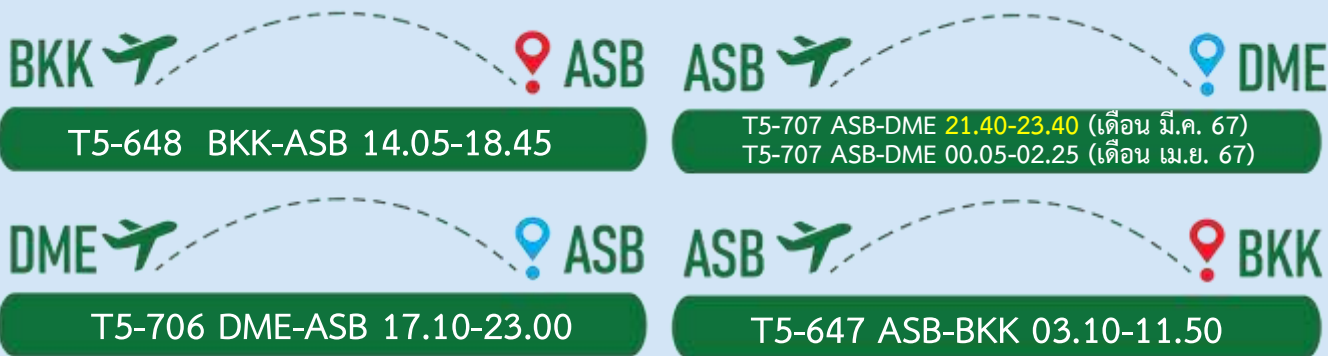 BKK ASB
T5-648 BKK-ASB 14.05-18.45
ASB DME
T5-707 ASB-DME 21.40-23.40 (เดือน มี.ค. 67)
T5-707 ASB-DME 00.05-02.25 (เดือน เม.ย. 67)
DME ASB
T5-706 DME-ASB 17.10-23.00
ASB BKK
T5-647 ASB-BKK 03.10-11.50